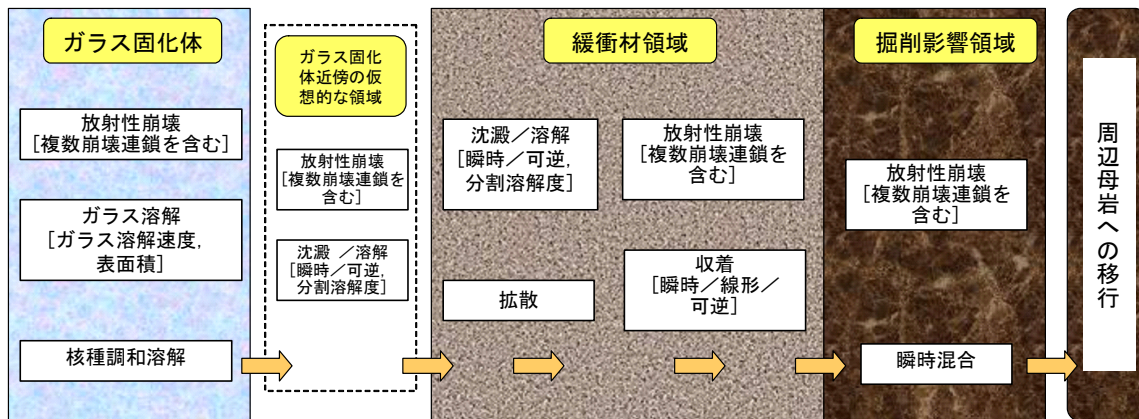 ガラス固化体
放射性崩壊
[複数崩壊連鎖を含む]
ガラス溶解
[ガラス溶解速度,
表面積]
核種調和溶解
ガラス固化
体近傍の仮
想的な領域
放射性崩壊
[複数崩壊連鎖を
含む]
沈澱 ／溶解
[瞬時／可逆,
分割溶解度]
緩衝材領域
沈澱／溶解
[瞬時／可逆,
分割溶解度]
拡散
放射性崩壊
[複数崩壊連鎖を
含む]
収着
[瞬時／線形／
可逆]
掘削影響領域
放射性崩壊
[複数崩壊連鎖を
含む]
瞬時混合
周辺母岩への移行